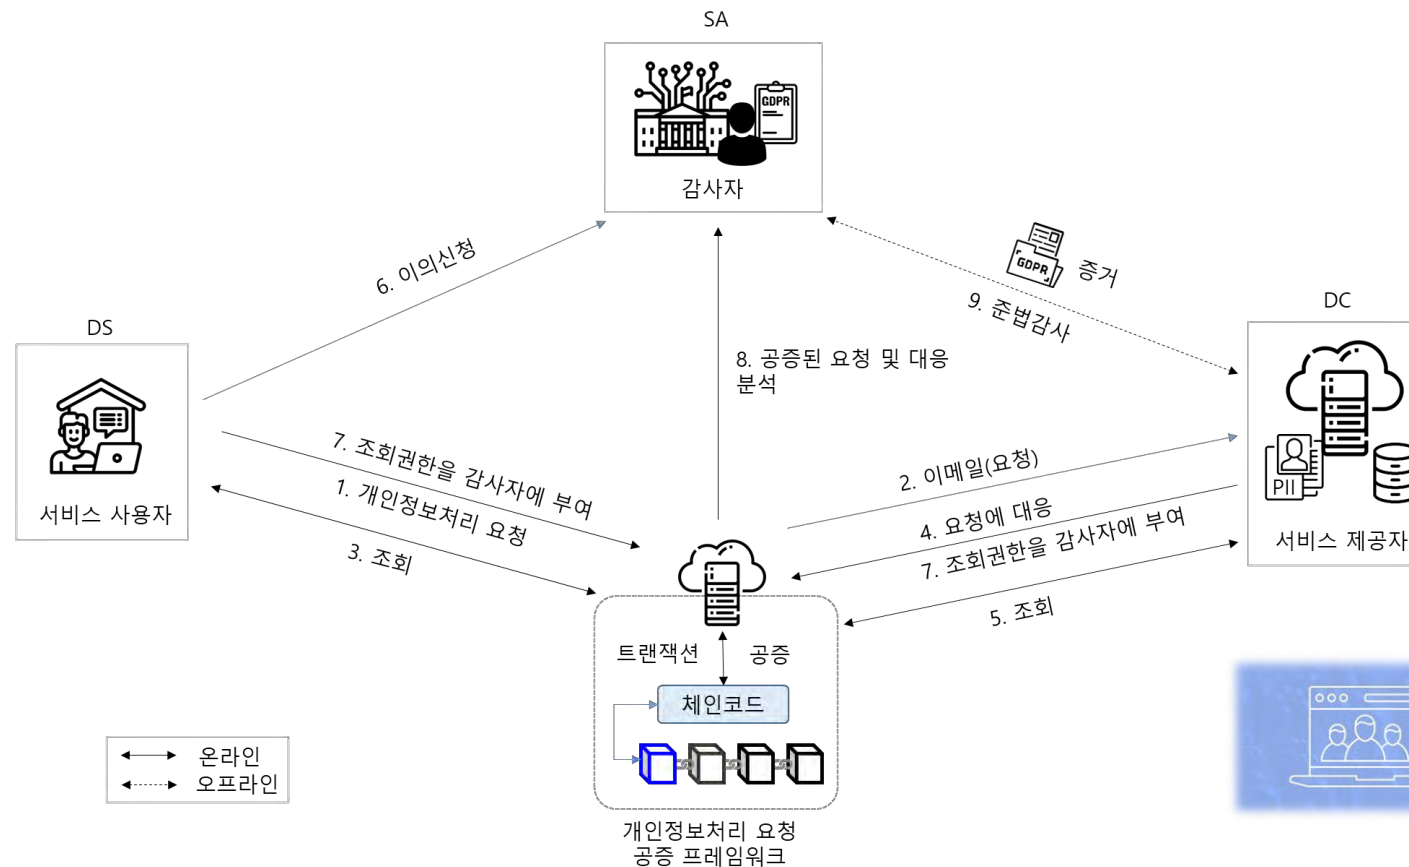 SA
GDPR
감사자
6. 이의신청
GDPR
증거
9. 준법감사
DS
DC
8. 공증된 요청 및 대응
분석
서비스 사용자
7. 조회권한을 감사자에 부여
1. 개인정보처리 요청
3. 조회
2. 이메일(요청)
4. 요청에 대응
7. 조회권한을 감사자에 부여
5. 조회
PII
서비스 제공자
트랜잭션
공증
체인코드
온라인
오프라인
개인정보처리 요청
공증 프레임워크